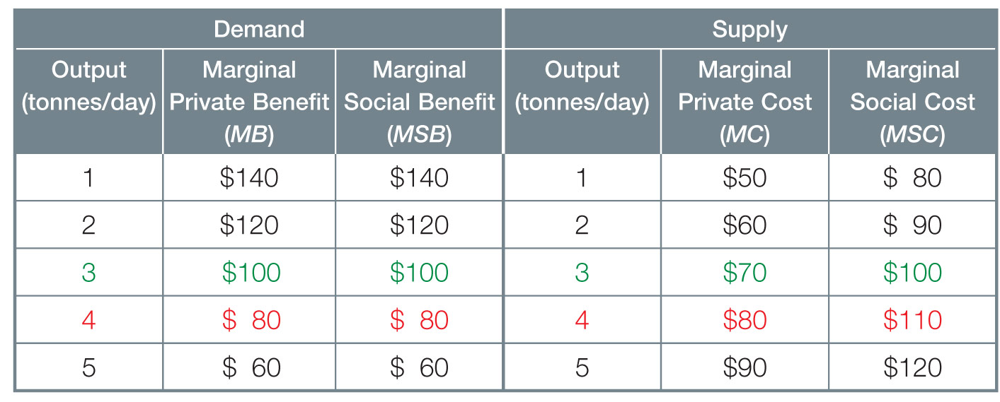 Demand Supply
Output Marginal Marginal Output Marginal Marginal
(tonnes/day) Private Benefit Social Benefit (tonnes/day) Private Cost Social Cost
(MB) (MSB) (MC) (MSC)
1 $140 $140 1 $50 $ 80
2 $120 $120 2 $60 $ 90
3 $100 $100 3 $70 $100
4 $ 80 $ 80 4 $80 $110
5 $ 60 $ 60 5 $90 $120